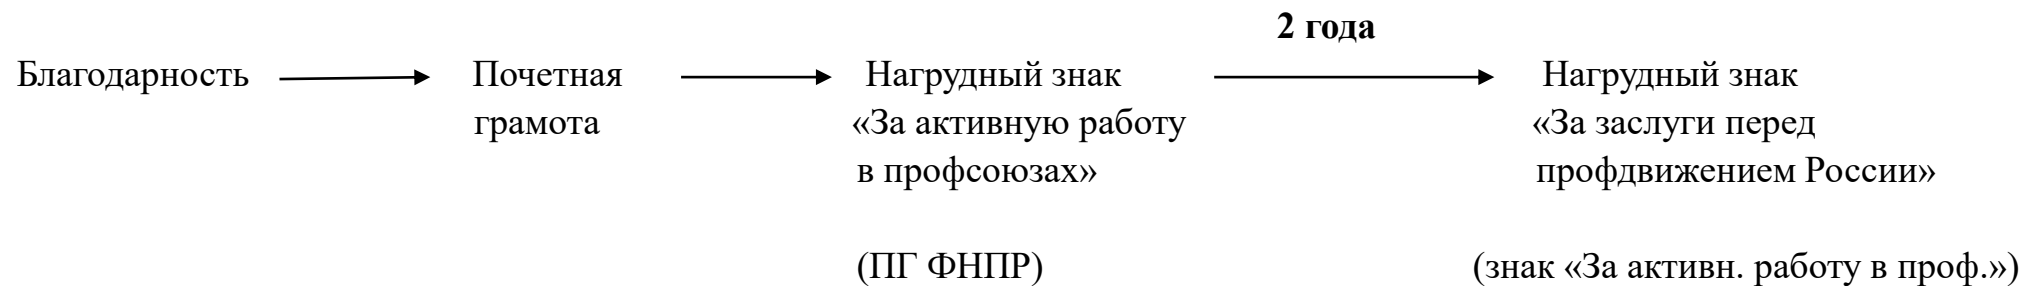 2 года
Благодарность Почетная Нагрудный знак Нагрудный знак
грамота «За активную работу «За заслуги перед
в профсоюзах» профдвижением России»
(ПГ ФНПР) (знак «За активн. работу в проф.»)